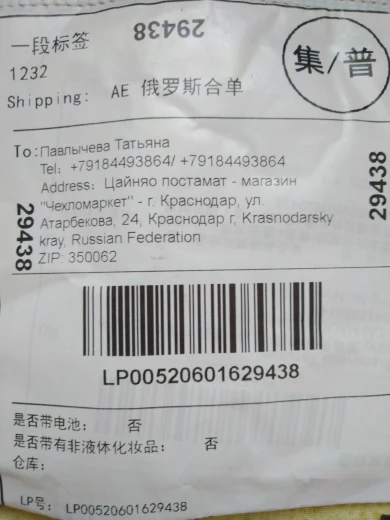 29438
一段标签
1232
集/普
Shipping: AE 俄罗斯合单
To: Павлычева Татьяна
Tel: +79184493864/ +79184493864
Address: Цайняо постамат - магазин
"Чехломаркет" - г. Краснодар, ул.
Атарбекова, 24, Краснодар г, Krasnodarsky
kray, Russian Federation
ZIP: 350062
29438
29438
LP00520601629438
是否带电池: 否
是否带有非液体化妆品: 否
仓库:
LP号: LP00520601629438